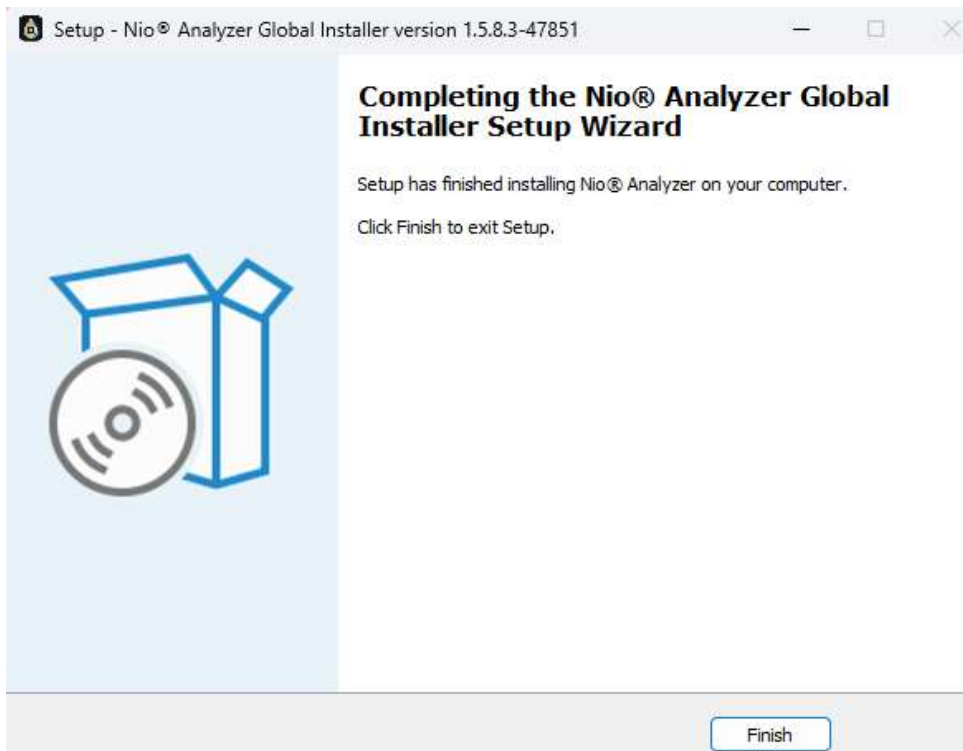 Setup - Nio® Analyzer Global Installer version 1.5.8.3-47851
Completing the Nio® Analyzer Global
Installer Setup Wizard
Setup has finished installing Nio® Analyzer on your computer.
Click Finish to exit Setup.
Finish